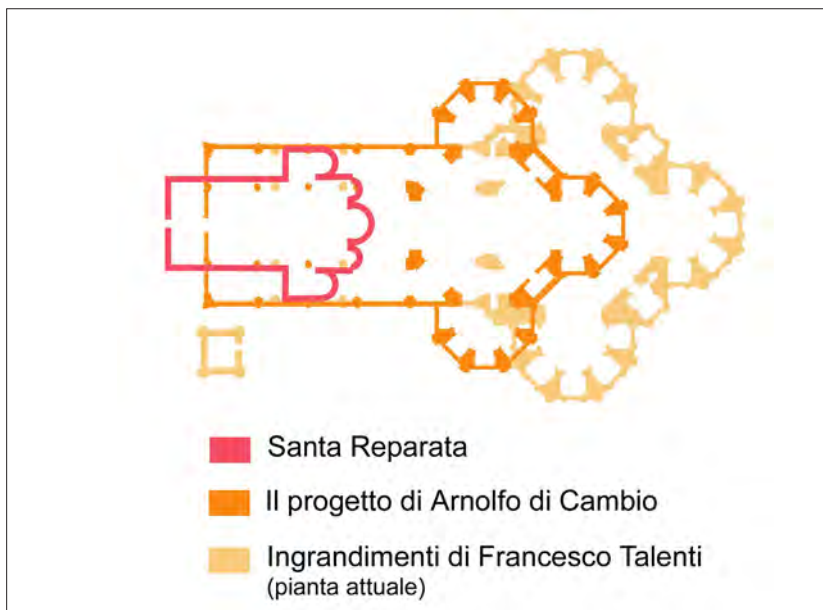 Santa Reparata
Il progetto di Arnolfo di Cambio
Ingrandimenti di Francesco Talenti
(pianta attuale)